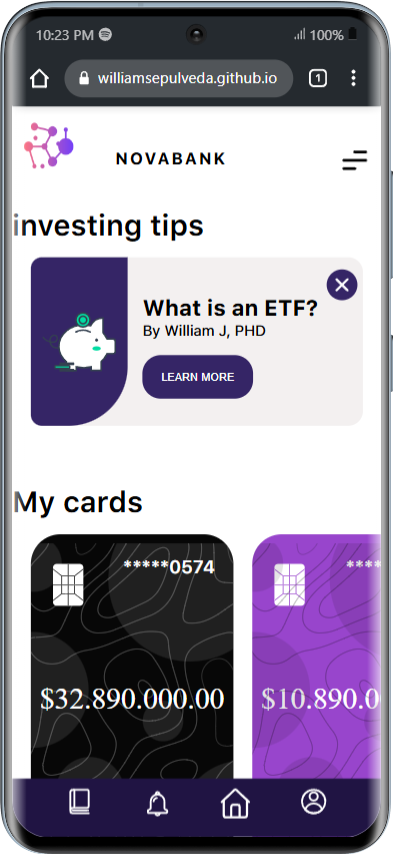 10:23 PM
100%
williamsepulveda.github.io
1
NOVABANK
investing tips
What is an ETF?
By William J, PHD
LEARN MORE
My cards
*****0574
$32.890.000.00
****
$10.890.0